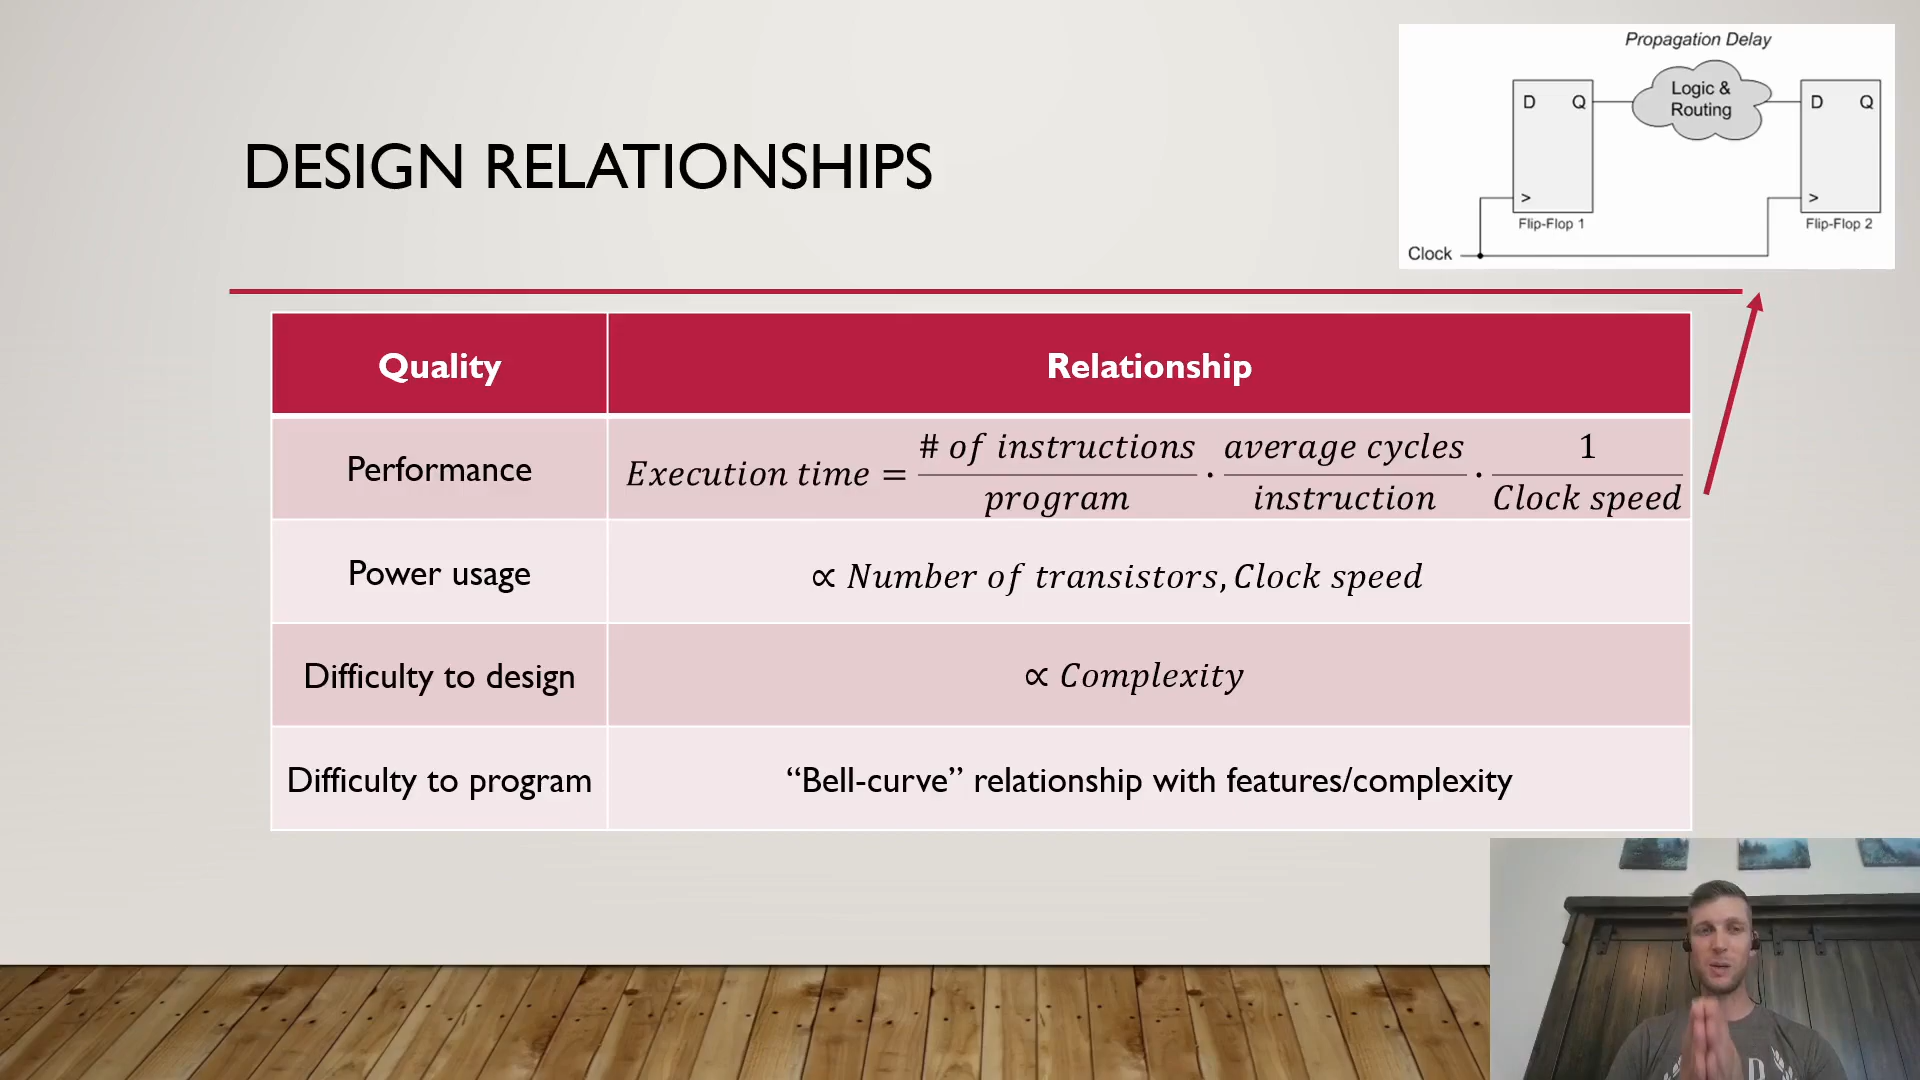 Propagation Delay
D Q
Logic &
Routing
D Q
>
>
Flip-Flop 1
Flip-Flop 2
Clock
DESIGN RELATIONSHIPS
Quality Relationship
Performance
Execution time = # of instructions / program · average cycles / instruction · 1 / Clock speed
Power usage
∝ Number of transistors, Clock speed
Difficulty to design
∝ Complexity
Difficulty to program
“Bell-curve” relationship with features/complexity